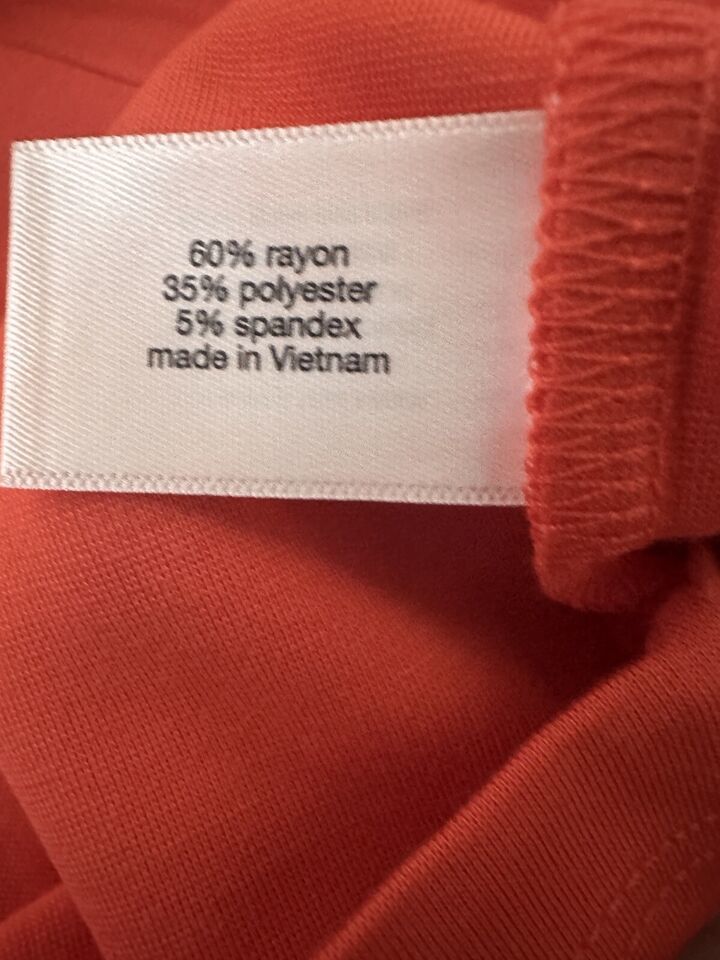 60% rayon
35% polyester
5% spandex
made in Vietnam